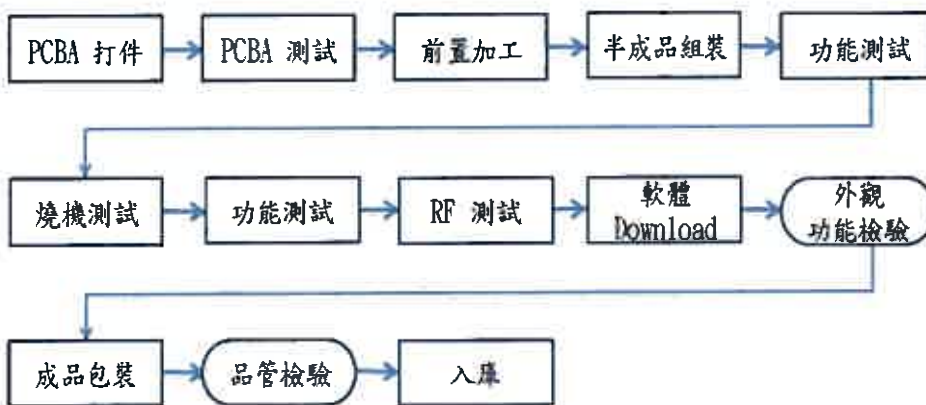 PCBA 打件
PCBA 測試
前置加工
半成品組裝
功能測試
燒機測試
功能測試
RF 測試
軟體
Download
外觀
功能檢驗
成品包裝
品管檢驗
入庫